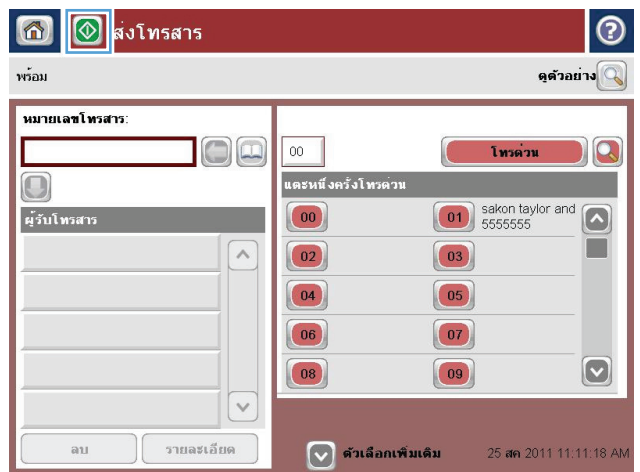 ส่งโทรสาร
?
พร้อม
ดูตัวอย่าง
หมายเลขโทรสาร:
00
โทรด่วน
แตะหนึ่งครั้งโทรด่วน
00
01
sakon taylor and
5555555
ผู้รับโทรสาร
02
03
04
05
06
07
08
09
ลบ
รายละเอียด
ตัวเลือกเพิ่มเติม
25 สค 2011 11:11:18 AM